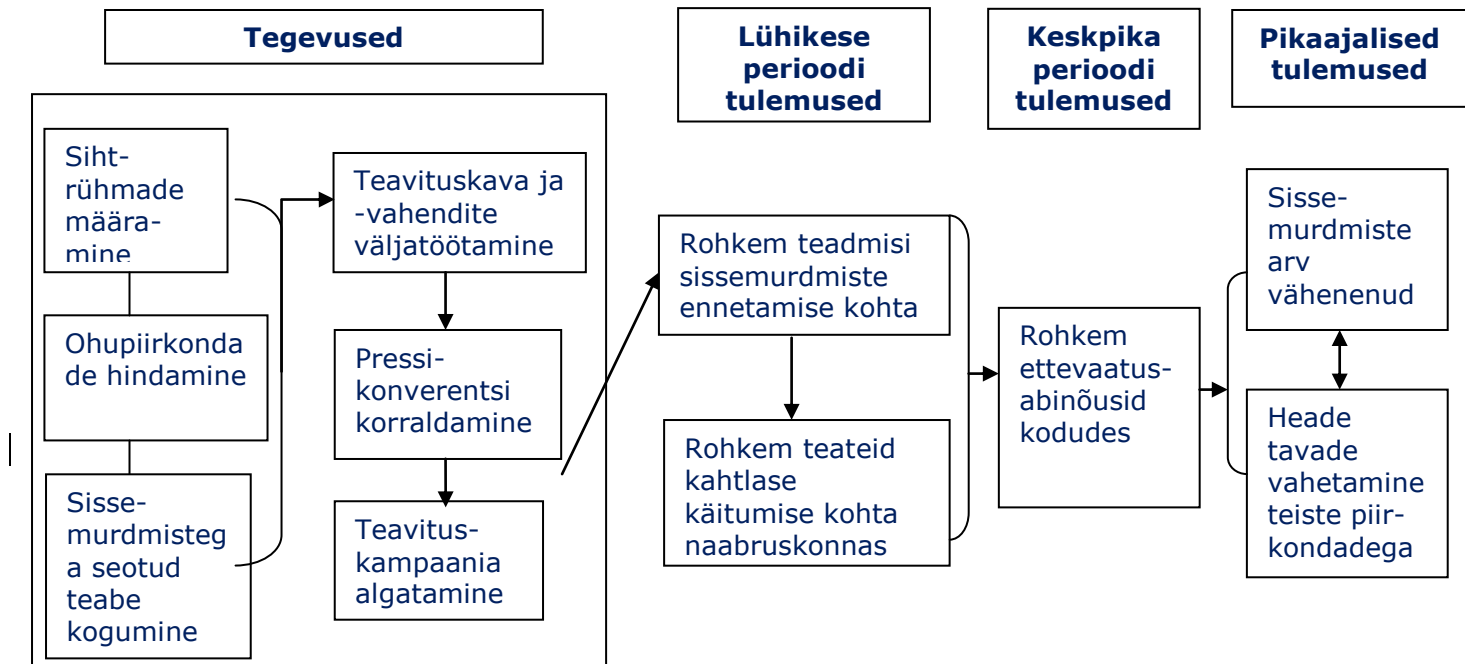 Tegevused
Lühikese
perioodi
tulemused
Keskpika
perioodi
tulemused
Pikaajalised
tulemused
Siht-
rühmade
määra-
mine
Ohupiirkonda
de hindamine
Sisse-
murdmisteg
a seotud
teabe
kogumine
Teavituskava ja
-vahendite
väljatöötamine
Pressi-
konverentsi
korraldamine
Teavitus-
kampaania
algatamine
Rohkem teadmisi
sissemurdmiste
ennetamise kohta
Rohkem teateid
kahtlase
käitumise kohta
naabruskonnas
Rohkem
ettevaatus-
abinõusid
kodudes
Sisse-
murdmiste
arv
vähenenud
Heade
tavade
vahetamine
teiste piir-
kondadega